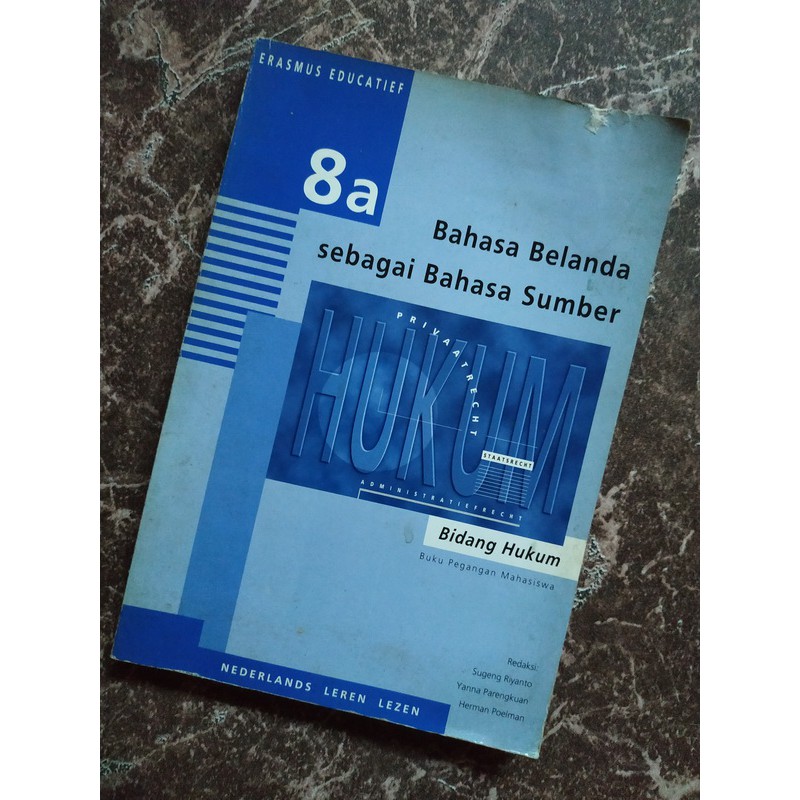 ERASMUS EDUCATIEF
8a
Bahasa Belanda
sebagai Bahasa Sumber
HUKUM
PRIVAATRECHT
STAATSRECHT
ADMINISTRATIEFRECHT
Bidang Hukum
Buku Pegangan Mahasiswa
Redaksi:
Sugeng Riyanto
Yanna Parengkuan
Herman Poelman
NEDERLANDS LEREN LEZEN